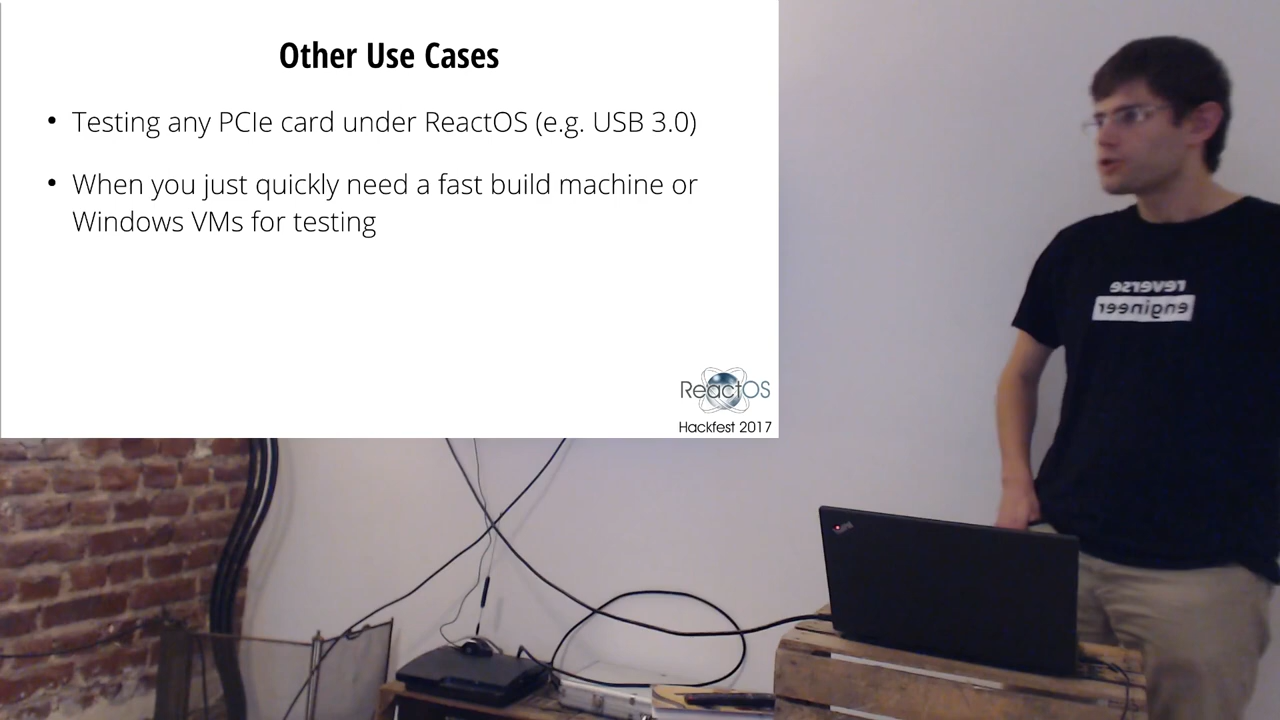 Other Use Cases
• Testing any PCIe card under ReactOS (e.g. USB 3.0)
• When you just quickly need a fast build machine or
Windows VMs for testing
ReactOS
Hackfest 2017
reverse
engineer